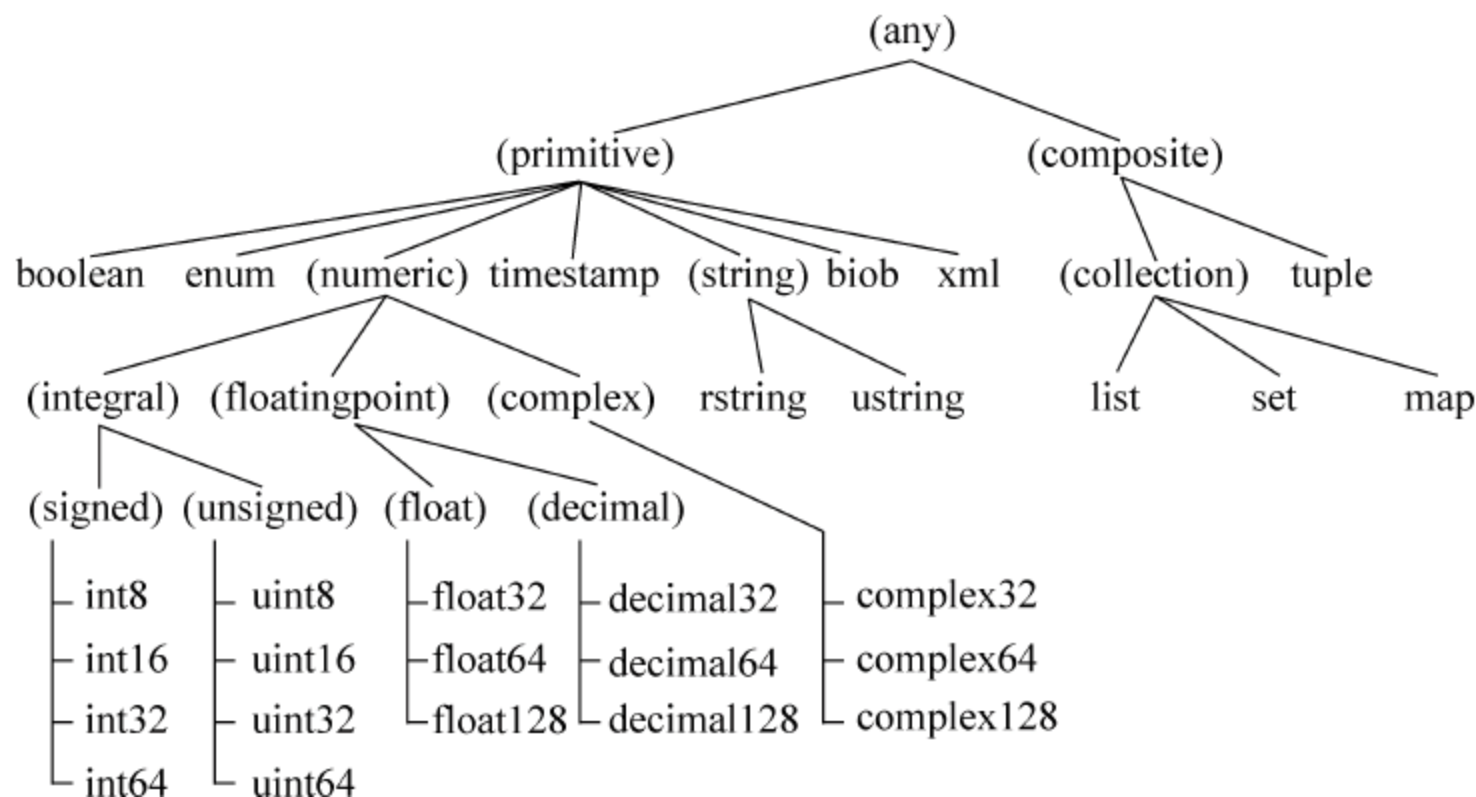 (any)
(primitive) (composite)
boolean enum (numeric) timestamp (string) biob xml (collection) tuple
(integral) (floatingpoint) (complex) rstring ustring list set map
(signed) (unsigned) (float) (decimal)
int8 uint8 float32 decimal32 complex32
int16 uint16 float64 decimal64 complex64
int32 uint32 float128 decimal128 complex128
int64 uint64